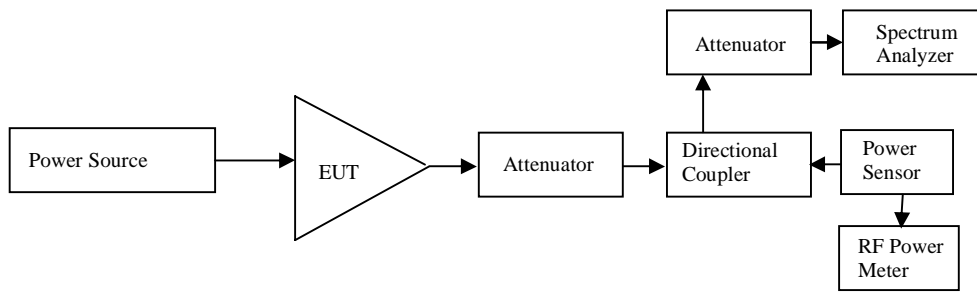 Power Source
EUT
Attenuator
Directional
Coupler
Attenuator
Spectrum
Analyzer
Power
Sensor
RF Power
Meter